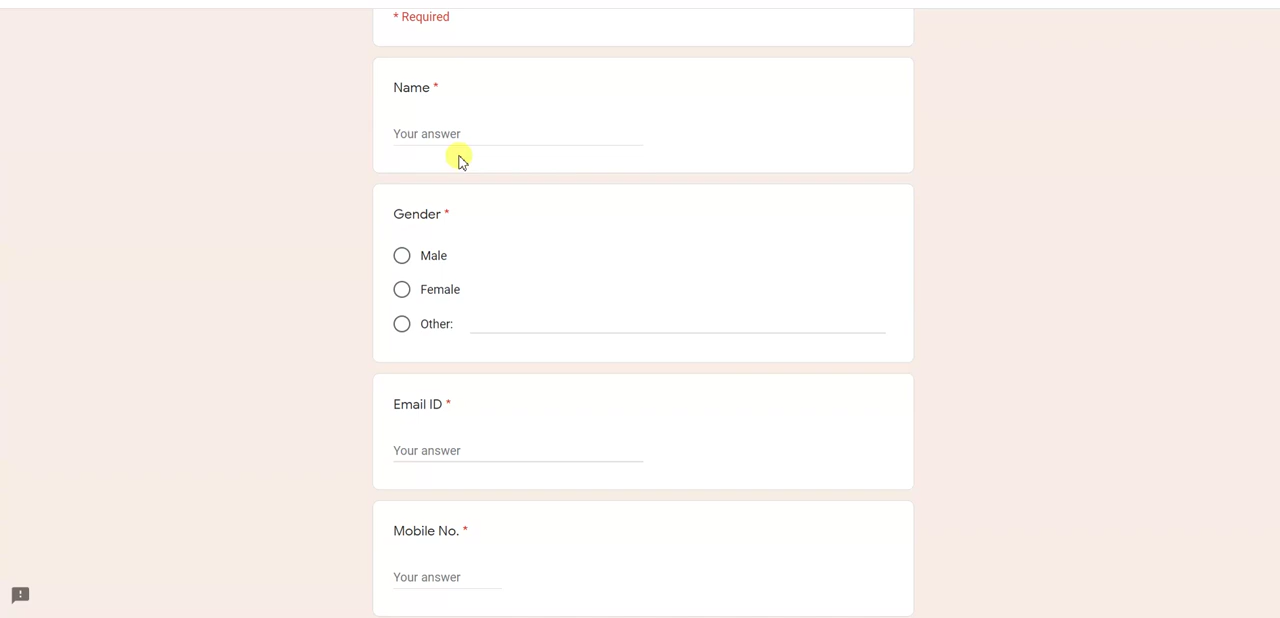 * Required
Name *
Your answer
Gender *
Male
Female
Other:
Email ID *
Your answer
Mobile No. *
Your answer